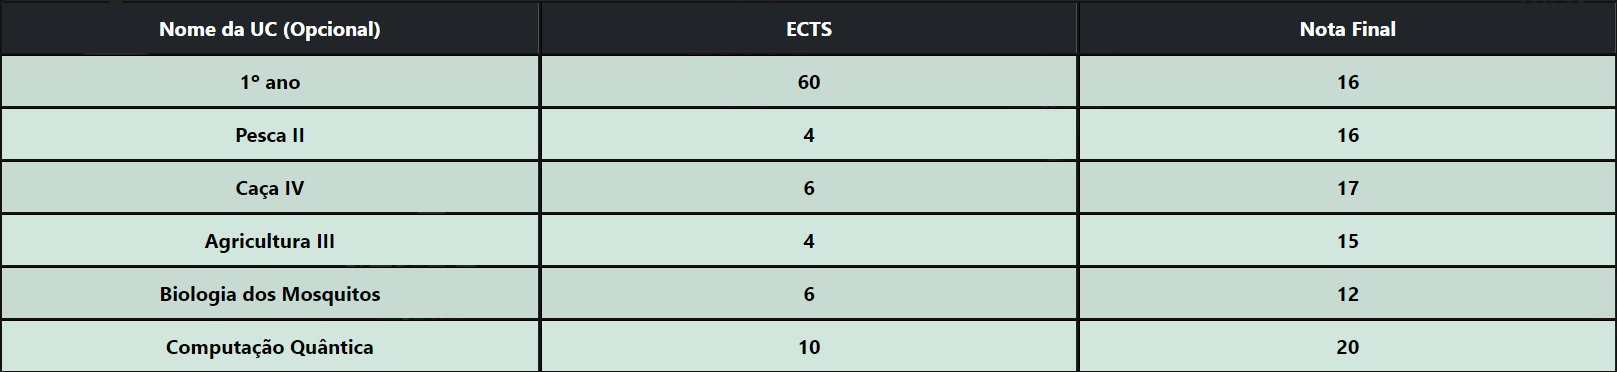 Nome da UC (Opcional) ECTS Nota Final
1º ano 60 16
Pesca II 4 16
Caça IV 6 17
Agricultura III 4 15
Biologia dos Mosquitos 6 12
Computação Quântica 10 20